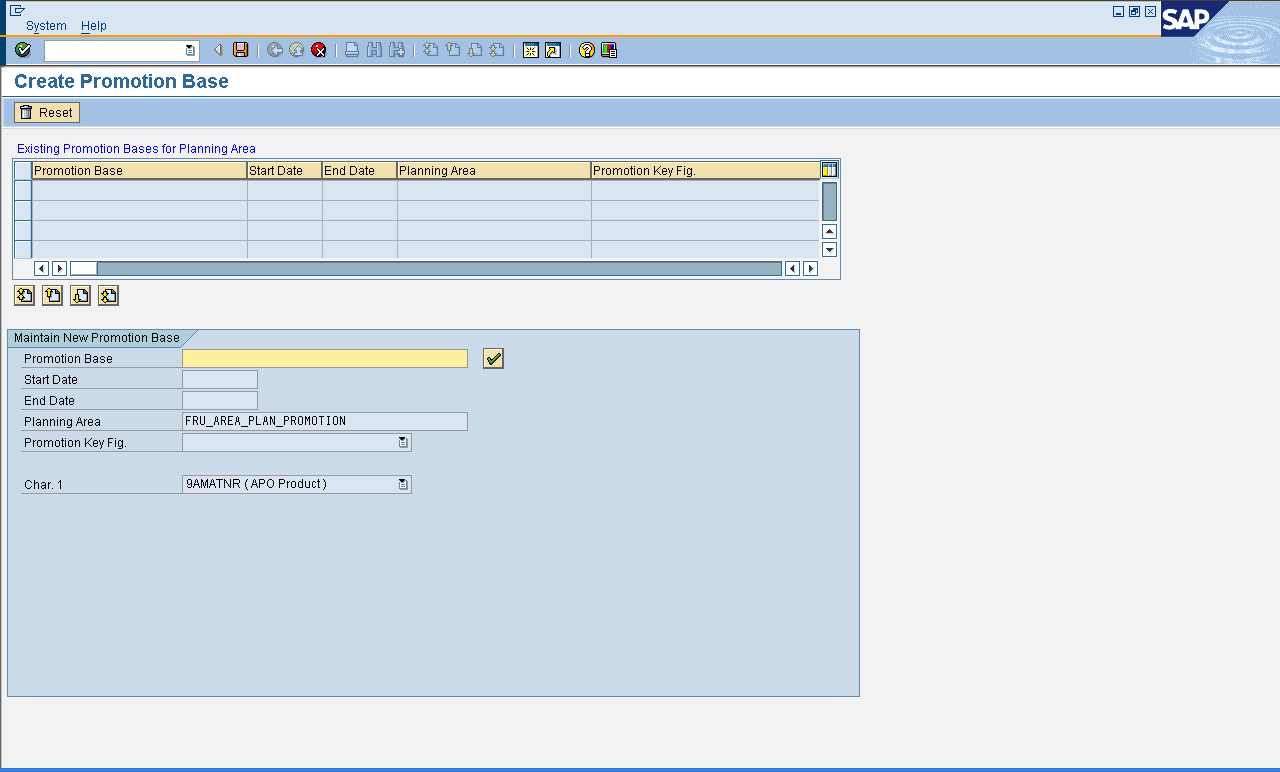 System Help
SAP
Create Promotion Base
Reset
Existing Promotion Bases for Planning Area
Promotion Base Start Date End Date Planning Area Promotion Key Fig.
Maintain New Promotion Base
Promotion Base
Start Date
End Date
Planning Area FRU_AREA_PLAN_PROMOTION
Promotion Key Fig.
Char. 1 9AMATNR ( APO Product )